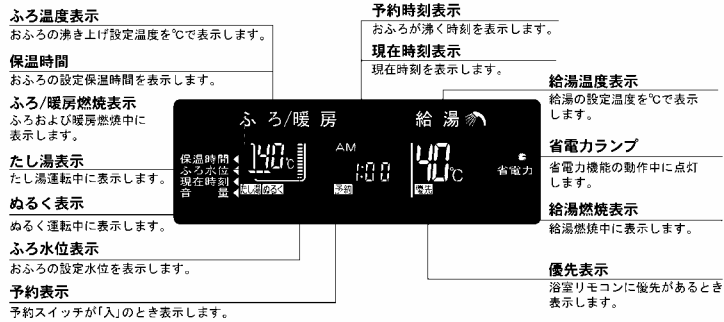 ふろ温度表示
おふろの沸き上げ設定温度を℃で表示します。
保温時間
おふろの設定保温時間を表示します。
ふろ/暖房燃焼表示
ふろおよび暖房燃焼中に
表示します。
たし湯表示
たし湯運転中に表示します。
ぬるく表示
ぬるく運転中に表示します。
ふろ水位表示
おふろの設定水位を表示します。
予約表示
予約スイッチが「入」のとき表示します。
予約時刻表示
おふろが沸く時刻を表示します。
現在時刻表示
現在時刻を表示します。
ふろ/暖房
給湯
保温時間
ふろ水位
現在時刻
音量
40℃
たし湯 ぬるく
AM
1:00
予約
40℃
優先
省電力
給湯温度表示
給湯の設定温度を℃で表示
します。
省電力ランプ
省電力機能の動作中に点灯
します。
給湯燃焼表示
給湯燃焼中に表示します。
優先表示
浴室リモコンに優先があるとき
表示します。